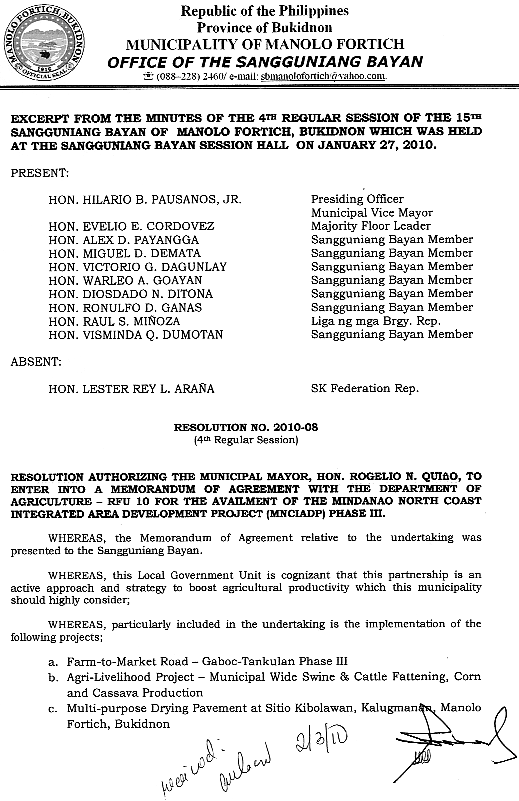 Republic of the Philippines
Province of Bukidnon
MUNICIPALITY OF MANOLO FORTICH
OFFICE OF THE SANGGUNIANG BAYAN
☏ (088–228) 2460/ e-mail: sbmanolofortich@yahoo.com.
MANOLO FORTICH, BUKIDNON
OFFICIAL SEAL
EXCERPT FROM THE MINUTES OF THE 4TH REGULAR SESSION OF THE 15TH
SANGGUNIANG BAYAN OF MANOLO FORTICH, BUKIDNON WHICH WAS HELD
AT THE SANGGUNIANG BAYAN SESSION HALL ON JANUARY 27, 2010.
PRESENT:
HON. HILARIO B. PAUSANOS, JR. Presiding Officer
Municipal Vice Mayor
HON. EVELIO E. CORDOVEZ Majority Floor Leader
HON. ALEX D. PAYANGGA Sangguniang Bayan Member
HON. MIGUEL D. DEMATA Sangguniang Bayan Member
HON. VICTORIO G. DAGUNLAY Sangguniang Bayan Member
HON. WARLEO A. GOAYAN Sangguniang Bayan Member
HON. DIOSDADO N. DITONA Sangguniang Bayan Member
HON. RONULFO D. GANAS Sangguniang Bayan Member
HON. RAUL S. MIÑOZA Liga ng mga Brgy. Rep.
HON. VISMINDA Q. DUMOTAN Sangguniang Bayan Member
ABSENT:
HON. LESTER REY L. ARAÑA SK Federation Rep.
RESOLUTION NO. 2010-08
(4th Regular Session)
RESOLUTION AUTHORIZING THE MUNICIPAL MAYOR, HON. ROGELIO N. QUIÑO, TO
ENTER INTO A MEMORANDUM OF AGREEMENT WITH THE DEPARTMENT OF
AGRICULTURE – RFU 10 FOR THE AVAILMENT OF THE MINDANAO NORTH COAST
INTEGRATED AREA DEVELOPMENT PROJECT (MNCIADP) PHASE III.
WHEREAS, the Memorandum of Agreement relative to the undertaking was
presented to the Sangguniang Bayan.
WHEREAS, this Local Government Unit is cognizant that this partnership is an
active approach and strategy to boost agricultural productivity which this municipality
should highly consider;
WHEREAS, particularly included in the undertaking is the implementation of the
following projects;
a. Farm-to-Market Road – Gaboc-Tankulan Phase III
b. Agri-Livelihood Project – Municipal Wide Swine & Cattle Fattening, Corn
and Cassava Production
c. Multi-purpose Drying Pavement at Sitio Kibolawan, Kalugmanan, Manolo
Fortich, Bukidnon
received:
2/3/10